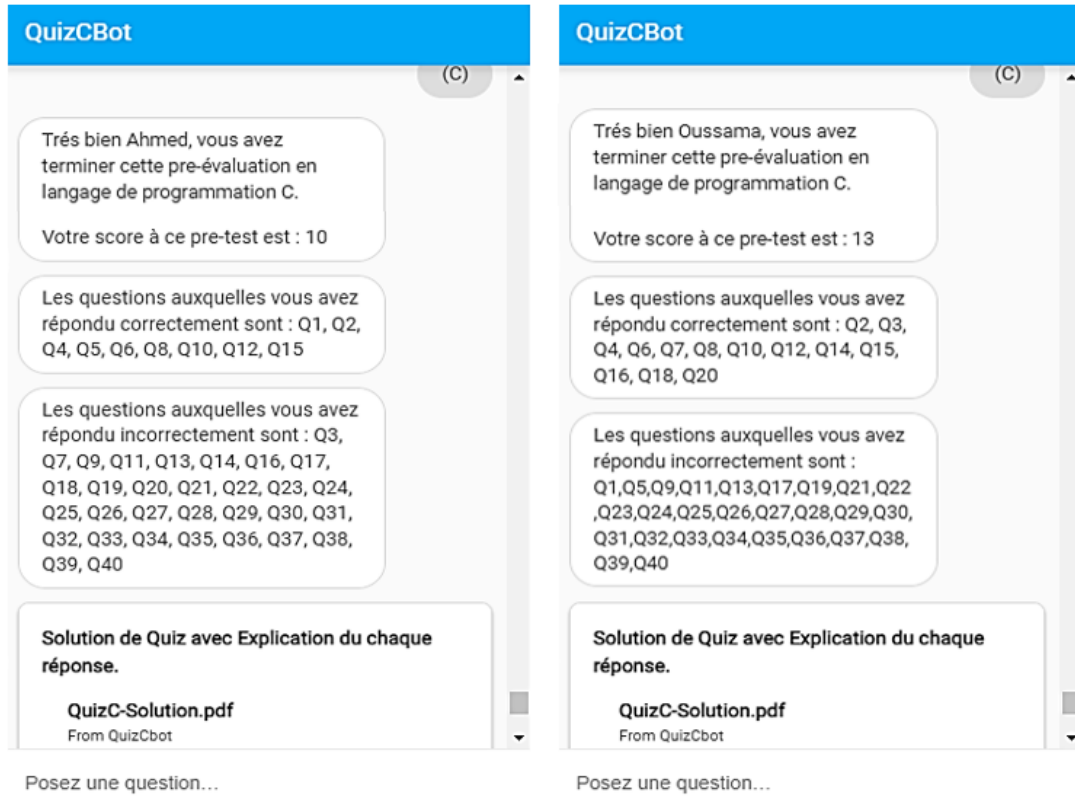 QuizCBot
(C)
Trés bien Ahmed, vous avez
terminer cette pre-évaluation en
langage de programmation C.
Votre score à ce pre-test est : 10
Les questions auxquelles vous avez
répondu correctement sont : Q1, Q2,
Q4, Q5, Q6, Q8, Q10, Q12, Q15
Les questions auxquelles vous avez
répondu incorrectement sont : Q3,
Q7, Q9, Q11, Q13, Q14, Q16, Q17,
Q18, Q19, Q20, Q21, Q22, Q23, Q24,
Q25, Q26, Q27, Q28, Q29, Q30, Q31,
Q32, Q33, Q34, Q35, Q36, Q37, Q38,
Q39, Q40
Solution de Quiz avec Explication du chaque
réponse.
QuizC-Solution.pdf
From QuizCbot
Posez une question...
QuizCBot
(C)
Trés bien Oussama, vous avez
terminer cette pre-évaluation en
langage de programmation C.
Votre score à ce pre-test est : 13
Les questions auxquelles vous avez
répondu correctement sont : Q2, Q3,
Q4, Q6, Q7, Q8, Q10, Q12, Q14, Q15,
Q16, Q18, Q20
Les questions auxquelles vous avez
répondu incorrectement sont :
Q1,Q5,Q9,Q11,Q13,Q17,Q19,Q21,Q22
,Q23,Q24,Q25,Q26,Q27,Q28,Q29,Q30,
Q31,Q32,Q33,Q34,Q35,Q36,Q37,Q38,
Q39,Q40
Solution de Quiz avec Explication du chaque
réponse.
QuizC-Solution.pdf
From QuizCbot
Posez une question...